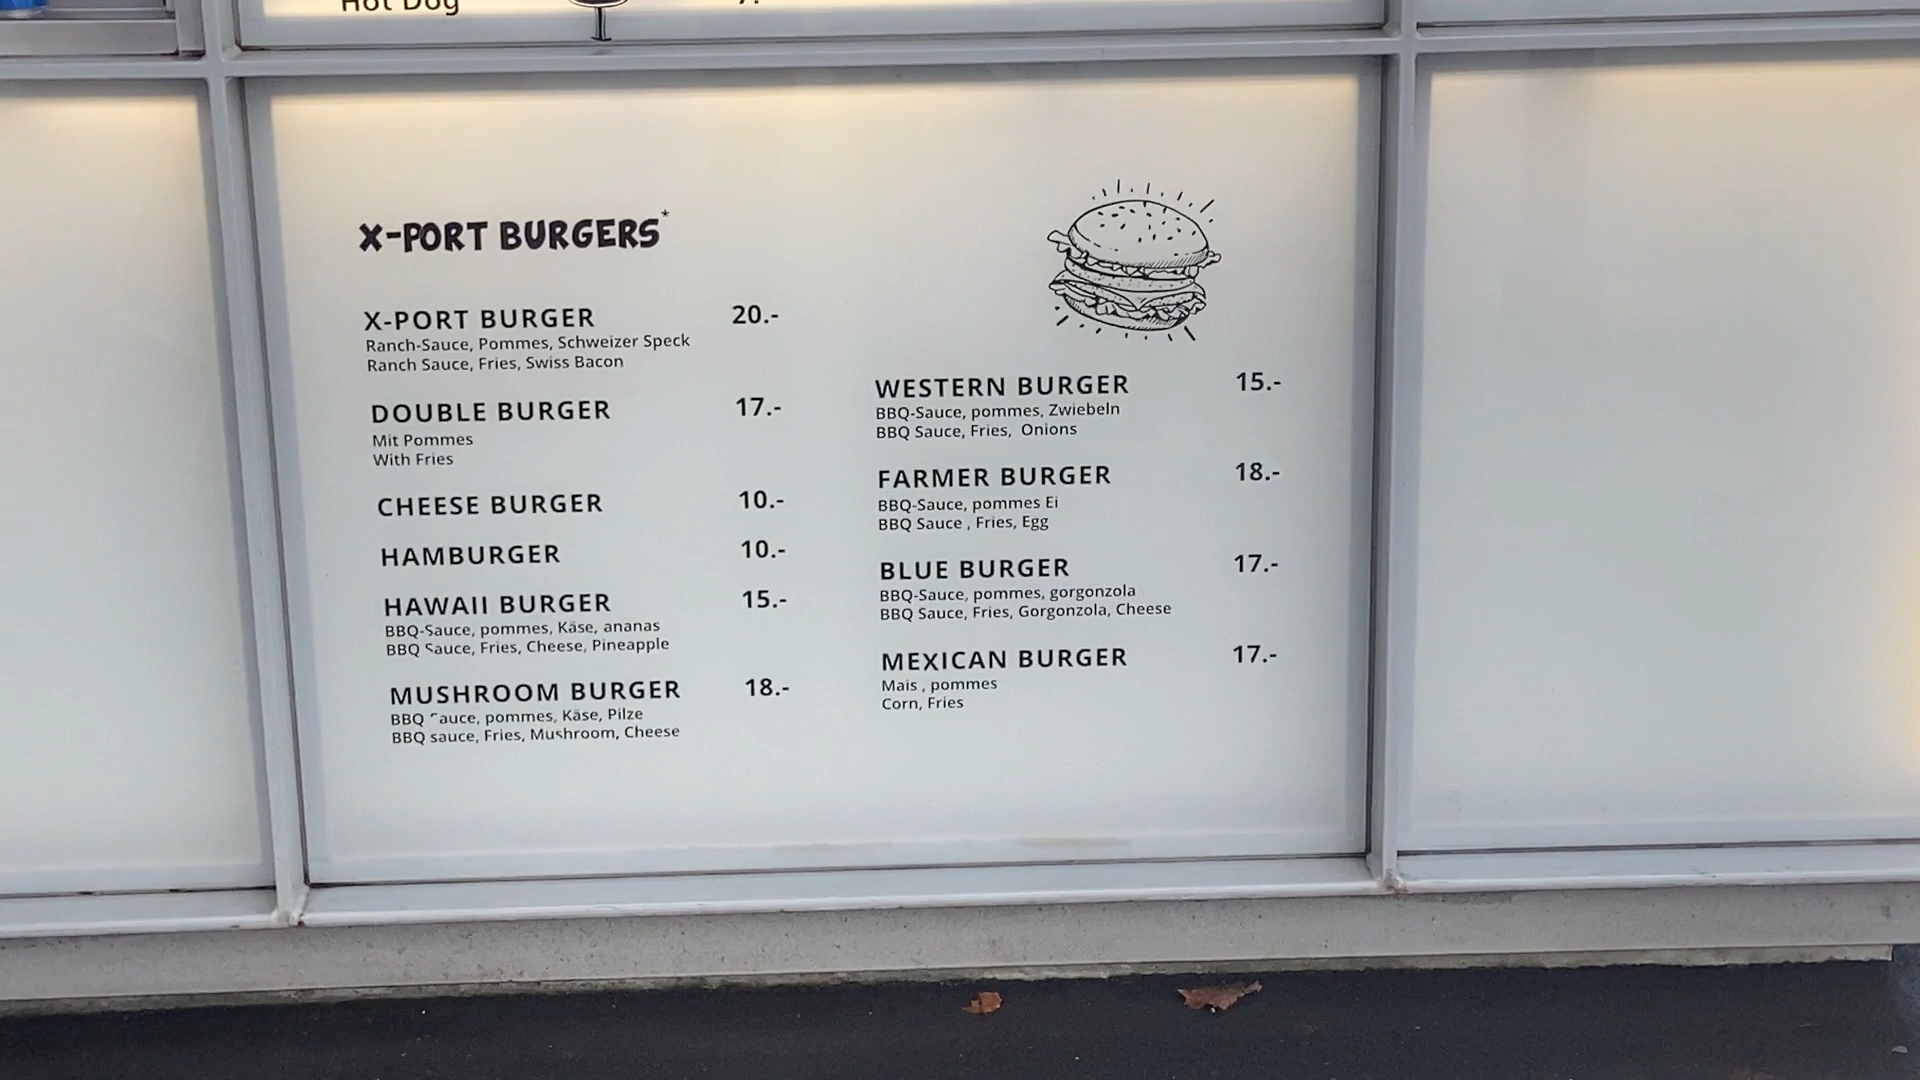 Hot Dog
X-PORT BURGERS*
X-PORT BURGER 20.-
Ranch-Sauce, Pommes, Schweizer Speck
Ranch Sauce, Fries, Swiss Bacon
DOUBLE BURGER 17.-
Mit Pommes
With Fries
CHEESE BURGER 10.-
HAMBURGER 10.-
HAWAII BURGER 15.-
BBQ-Sauce, pommes, Käse, ananas
BBQ Sauce, Fries, Cheese, Pineapple
MUSHROOM BURGER 18.-
BBQ Sauce, pommes, Käse, Pilze
BBQ sauce, Fries, Mushroom, Cheese
WESTERN BURGER 15.-
BBQ-Sauce, pommes, Zwiebeln
BBQ Sauce, Fries, Onions
FARMER BURGER 18.-
BBQ-Sauce, pommes Ei
BBQ Sauce , Fries, Egg
BLUE BURGER 17.-
BBQ-Sauce, pommes, gorgonzola
BBQ Sauce, Fries, Gorgonzola, Cheese
MEXICAN BURGER 17.-
Mais , pommes
Corn, Fries